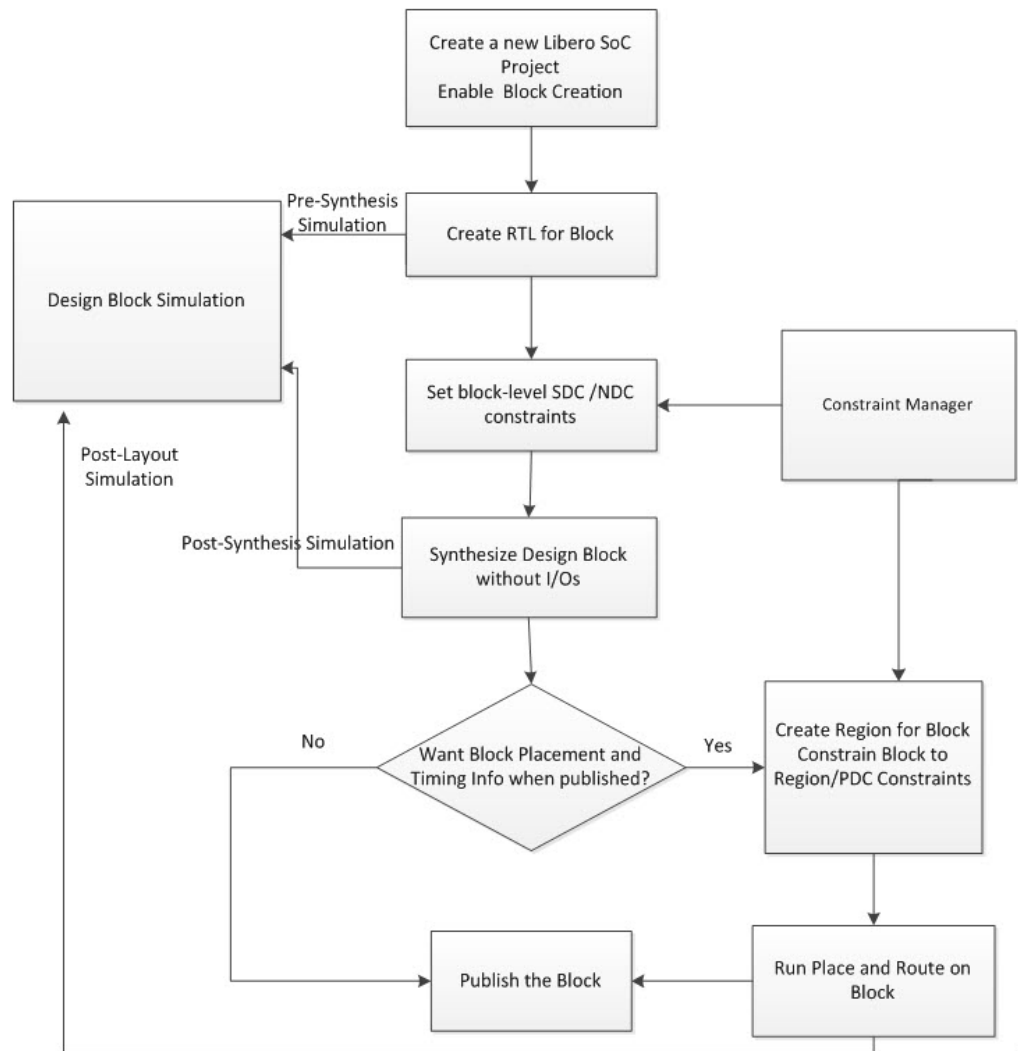 Create a new Libero SoC
Project
Enable Block Creation
Pre-Synthesis
Simulation
Create RTL for Block
Design Block Simulation
Set block-level SDC /NDC
constraints
Constraint Manager
Post-Layout
Simulation
Post-Synthesis Simulation
Synthesize Design Block
without I/Os
No
Want Block Placement and
Timing Info when published?
Yes
Create Region for Block
Constrain Block to
Region/PDC Constraints
Publish the Block
Run Place and Route on
Block